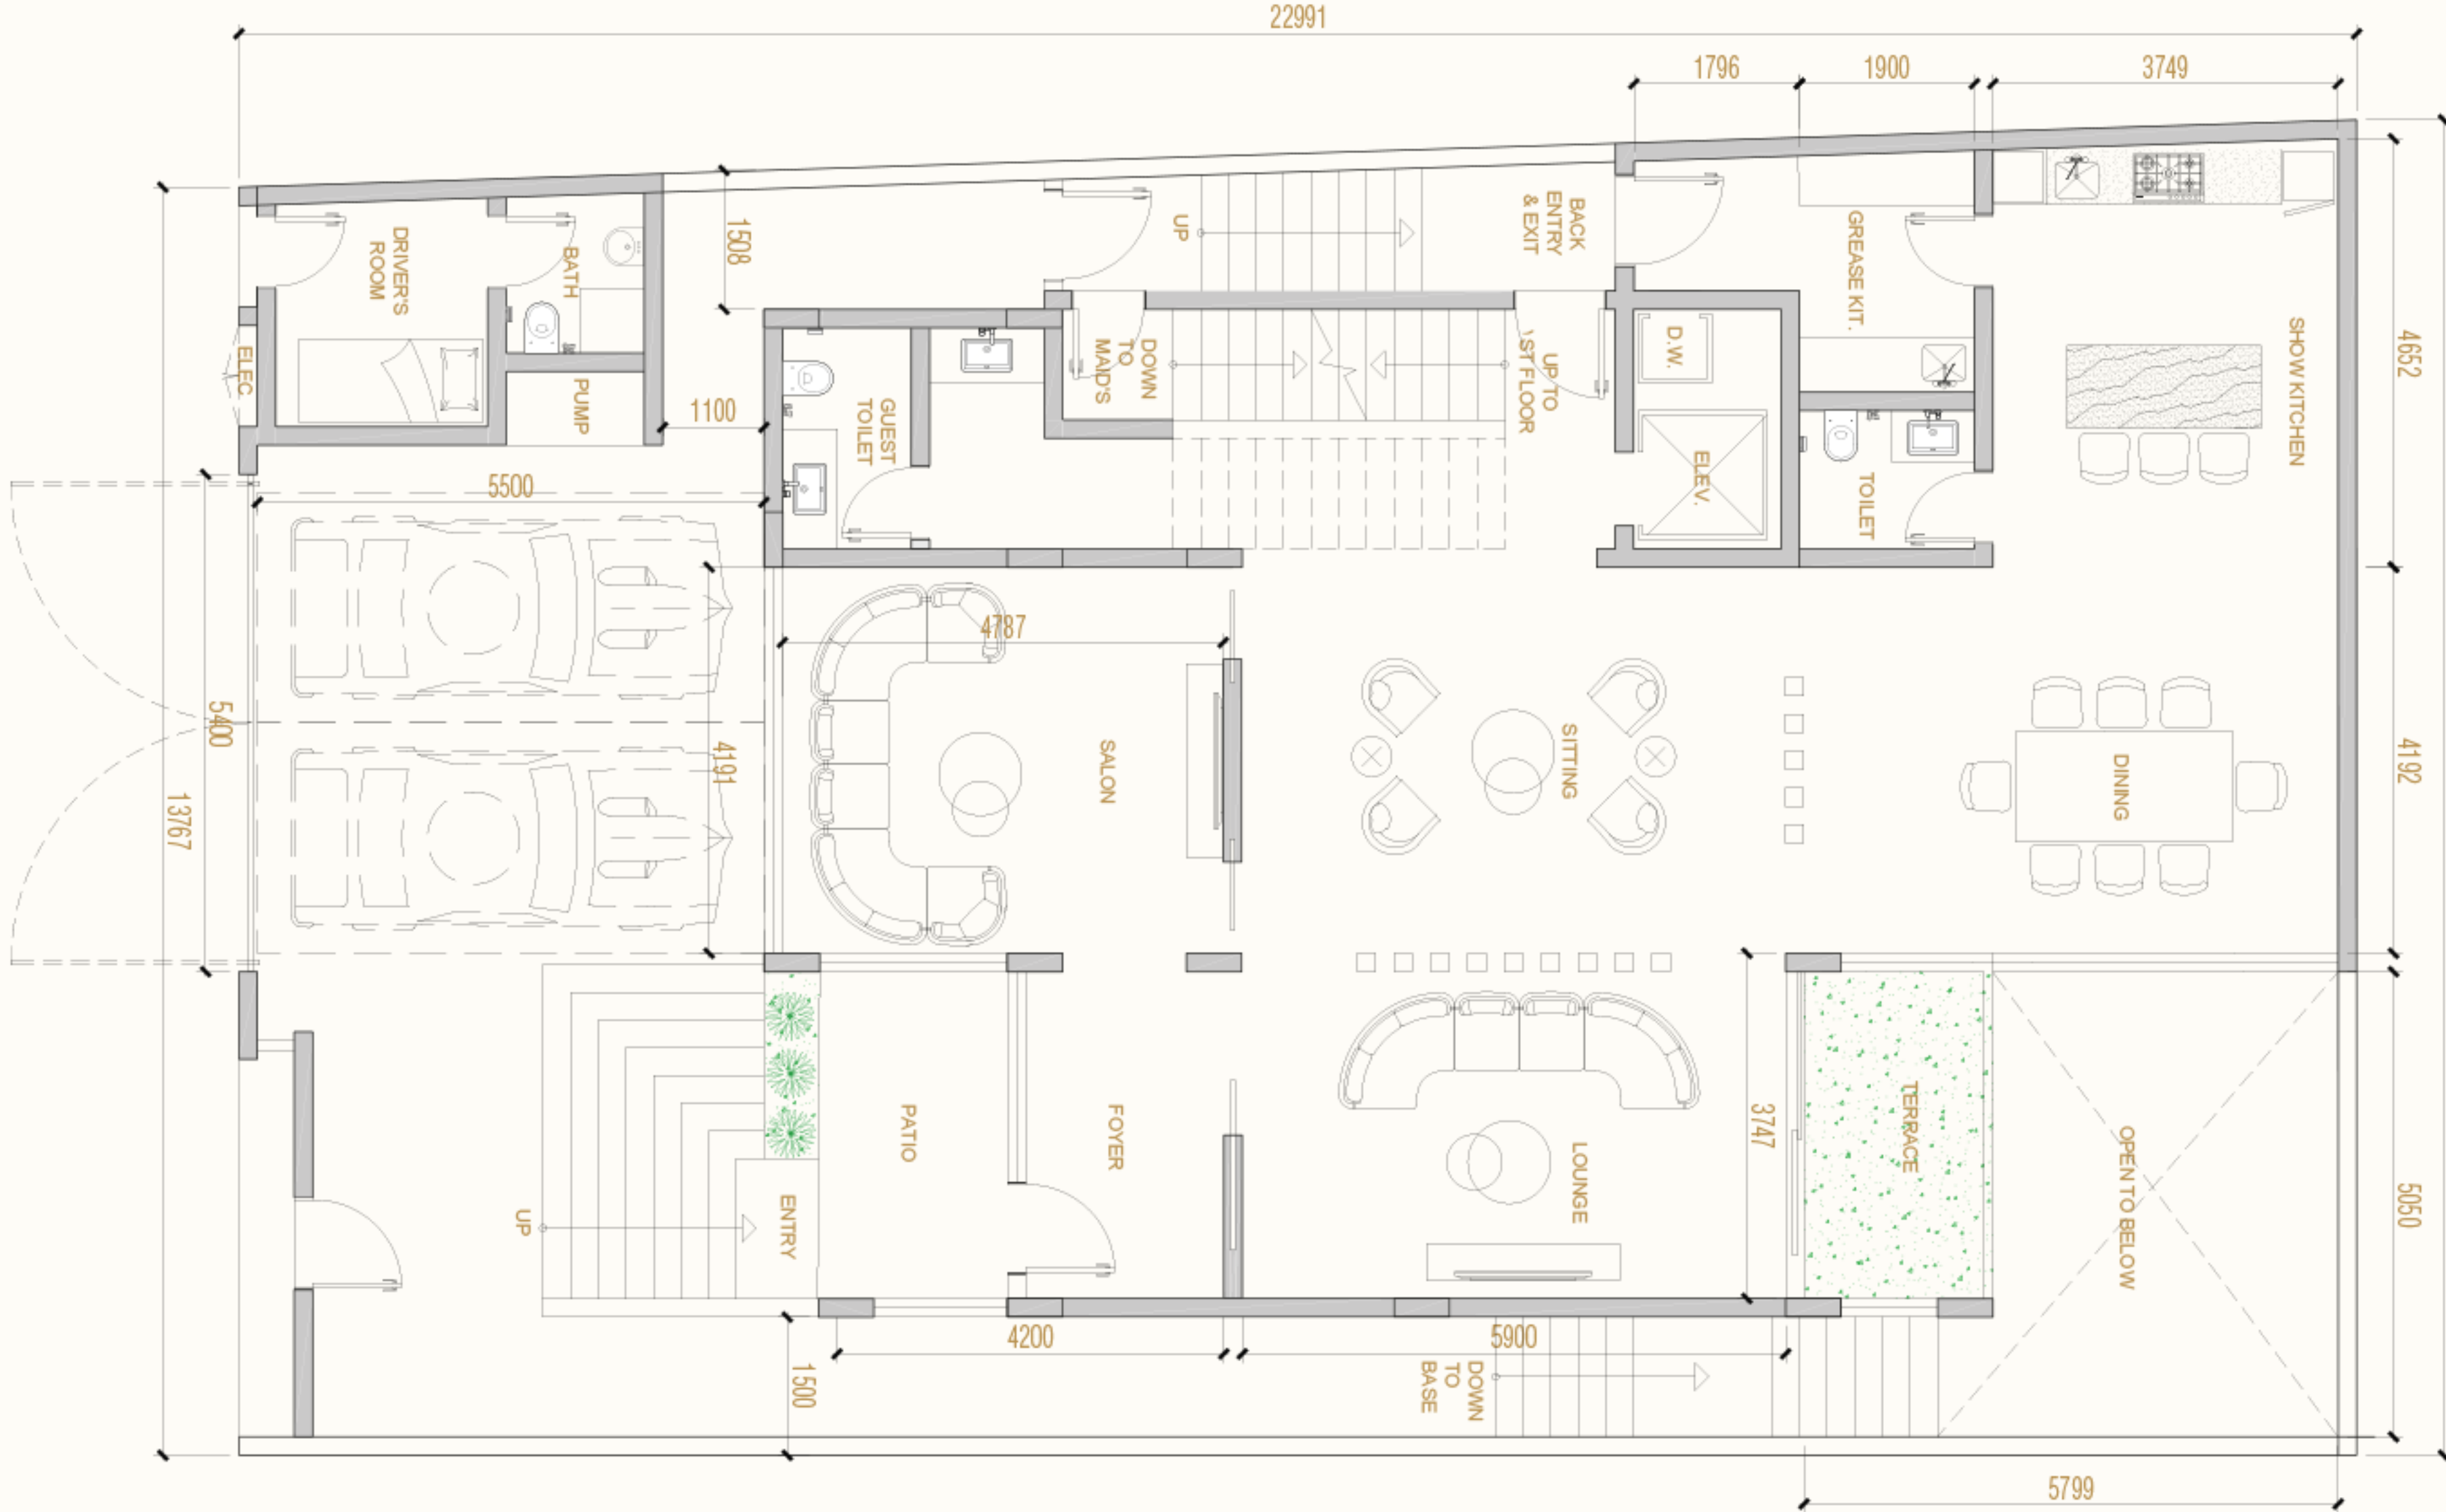 22991
1796
1900
3749
1508
BACK
ENTRY
& EXIT
UP
DRIVER'S
ROOM
BATH
GREASE KIT.
SHOW KITCHEN
4652
ELEC
PUMP
1100
GUEST
TOILET
DOWN
TO
MAID'S
UP TO
1ST FLOOR
D.W.
ELEV.
TOILET
5500
4787
5400
13767
4191
SALON
SITTING
DINING
4192
PATIO
FOYER
LOUNGE
3747
TERRACE
OPEN TO BELOW
5050
UP
ENTRY
4200
5900
1500
DOWN
TO
BASE
5799